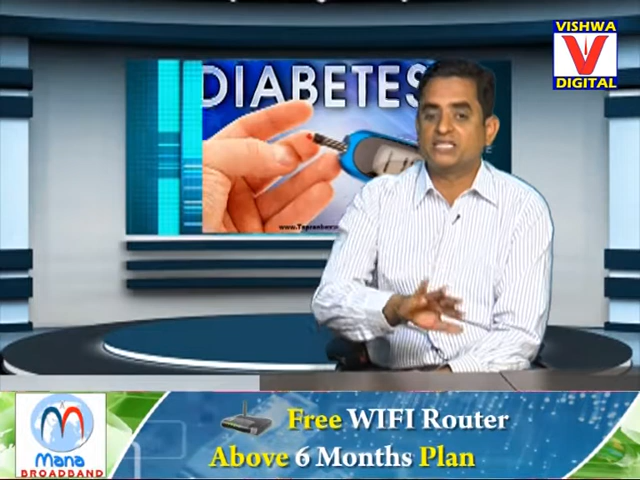 VISHWA
V
DIGITAL
DIABETES
Free WIFI Router
Above 6 Months Plan
Mana
BROADBAND